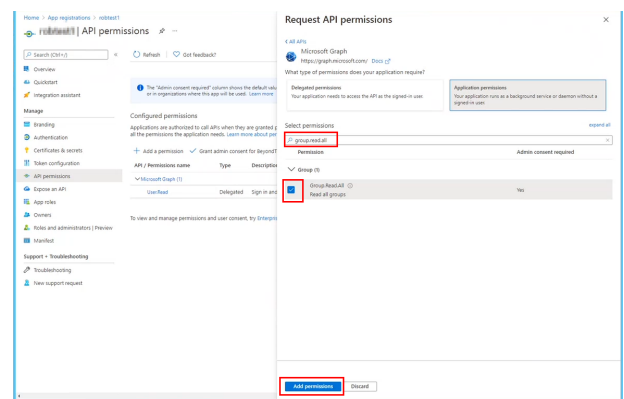 Home > App registrations > robtest1
robtest1 | API permissions
Search (Ctrl+/)
Overview
Quickstart
Integration assistant
Manage
Branding
Authentication
Certificates & secrets
Token configuration
API permissions
Expose an API
App roles
Owners
Roles and administrators | Preview
Manifest
Support + Troubleshooting
Troubleshooting
New support request
Refresh
Got feedback?
The "Admin consent required" column shows the default valu
or in organizations where this app will be used. Learn more
Configured permissions
Applications are authorized to call APIs when they are granted p
all the permissions the application needs. Learn more about per
Add a permission
Grant admin consent for BeyondT
API / Permissions name Type Description
Microsoft Graph (1)
User.Read Delegated Sign in and
To view and manage permissions and user consent, try Enterpris
Request API permissions
All APIs
Microsoft Graph
https://graph.microsoft.com/ Docs
What type of permissions does your application require?
Delegated permissions
Your application needs to access the API as the signed-in user.
Application permissions
Your application runs as a background service or daemon without a
signed-in user.
Select permissions
expand all
group.read.all
Permission
Admin consent required
Group (1)
Group.Read.All
Read all groups
Yes
Add permissions
Discard